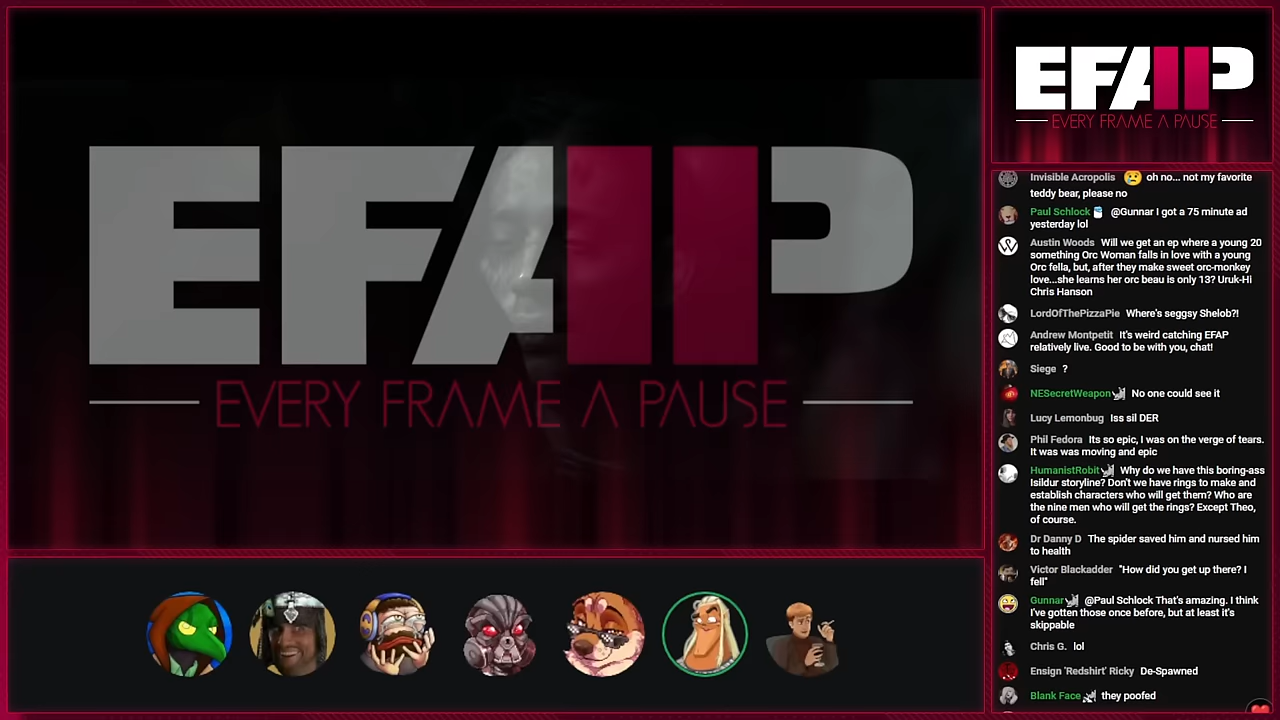 EFAP
EVERY FRAME A PAUSE
EFAP
EVERY FRAME A PAUSE
Invisible Acropolis 😢 oh no... not my favorite
teddy bear, please no
Paul Schlock @Gunnar I got a 75 minute ad
yesterday lol
Austin Woods Will we get an ep where a young 20
something Orc Woman falls in love with a young
Orc fella, but, after they make sweet orc-monkey
love...she learns her orc beau is only 13? Uruk-Hi
Chris Hanson
LordOfThePizzaPie Where's seggsy Shelob?!
Andrew Montpetit It's weird catching EFAP
relatively live. Good to be with you, chat!
Siege ?
NESecretWeapon No one could see it
Lucy Lemonbug Iss sil DER
Phil Fedora Its so epic, I was on the verge of tears.
It was was moving and epic
HumanistRobit Why do we have this boring-ass
Isildur storyline? Don't we have rings to make and
establish characters who will get them? Who are
the nine men who will get the rings? Except Theo,
of course.
Dr Danny D The spider saved him and nursed him
to health
Victor Blackadder "How did you get up there? I
fell"
Gunnar @Paul Schlock That's amazing. I think
I've gotten those once before, but at least it's
skippable
Chris G. lol
Ensign 'Redshirt' Ricky De-Spawned
Blank Face they poofed